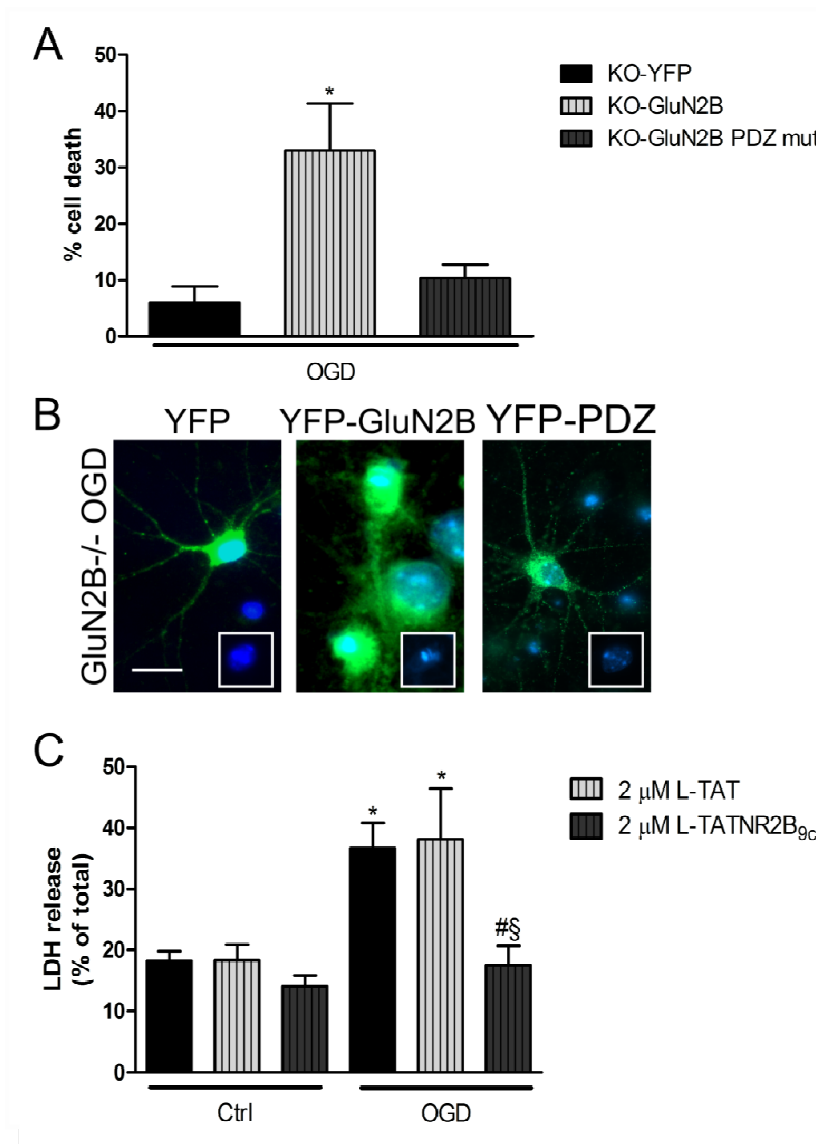 A
50
40
30
20
10
0
% cell death
*
OGD
KO-YFP
KO-GluN2B
KO-GluN2B PDZ mut
B
YFP
YFP-GluN2B
YFP-PDZ
GluN2B-/- OGD
C
50
40
30
20
10
0
LDH release
(% of total)
*
*
#§
Ctrl
OGD
2 μM L-TAT
2 μM L-TATNR2B9c